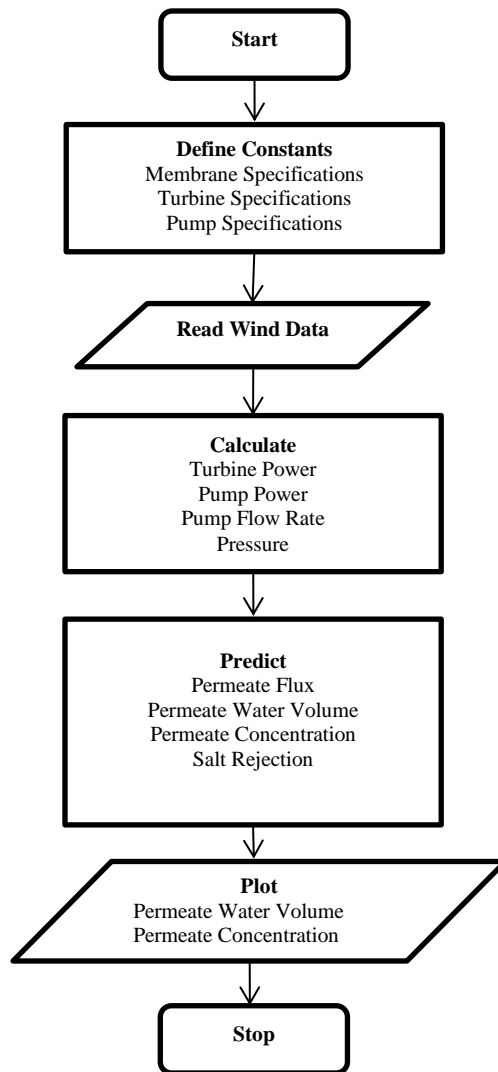 Start
Define Constants
Membrane Specifications
Turbine Specifications
Pump Specifications
Read Wind Data
Calculate
Turbine Power
Pump Power
Pump Flow Rate
Pressure
Predict
Permeate Flux
Permeate Water Volume
Permeate Concentration
Salt Rejection
Plot
Permeate Water Volume
Permeate Concentration
Stop